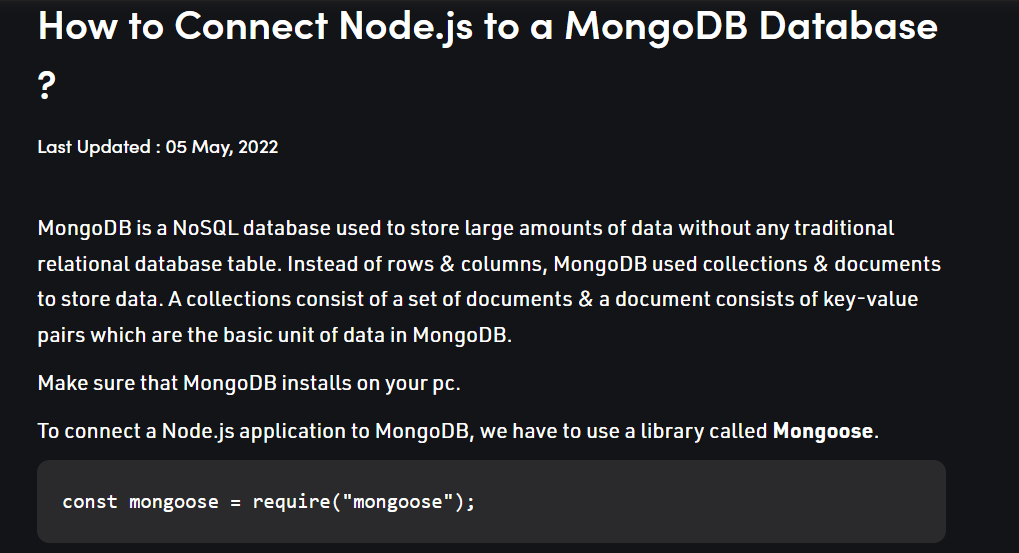 How to Connect Node.js to a MongoDB Database
?
Last Updated : 05 May, 2022
MongoDB is a NoSQL database used to store large amounts of data without any traditional
relational database table. Instead of rows & columns, MongoDB used collections & documents
to store data. A collections consist of a set of documents & a document consists of key-value
pairs which are the basic unit of data in MongoDB.
Make sure that MongoDB installs on your pc.
To connect a Node.js application to MongoDB, we have to use a library called Mongoose.
const mongoose = require("mongoose");